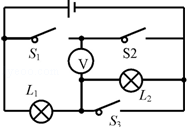 S₁ S2
V
L₁ L₂
S₃